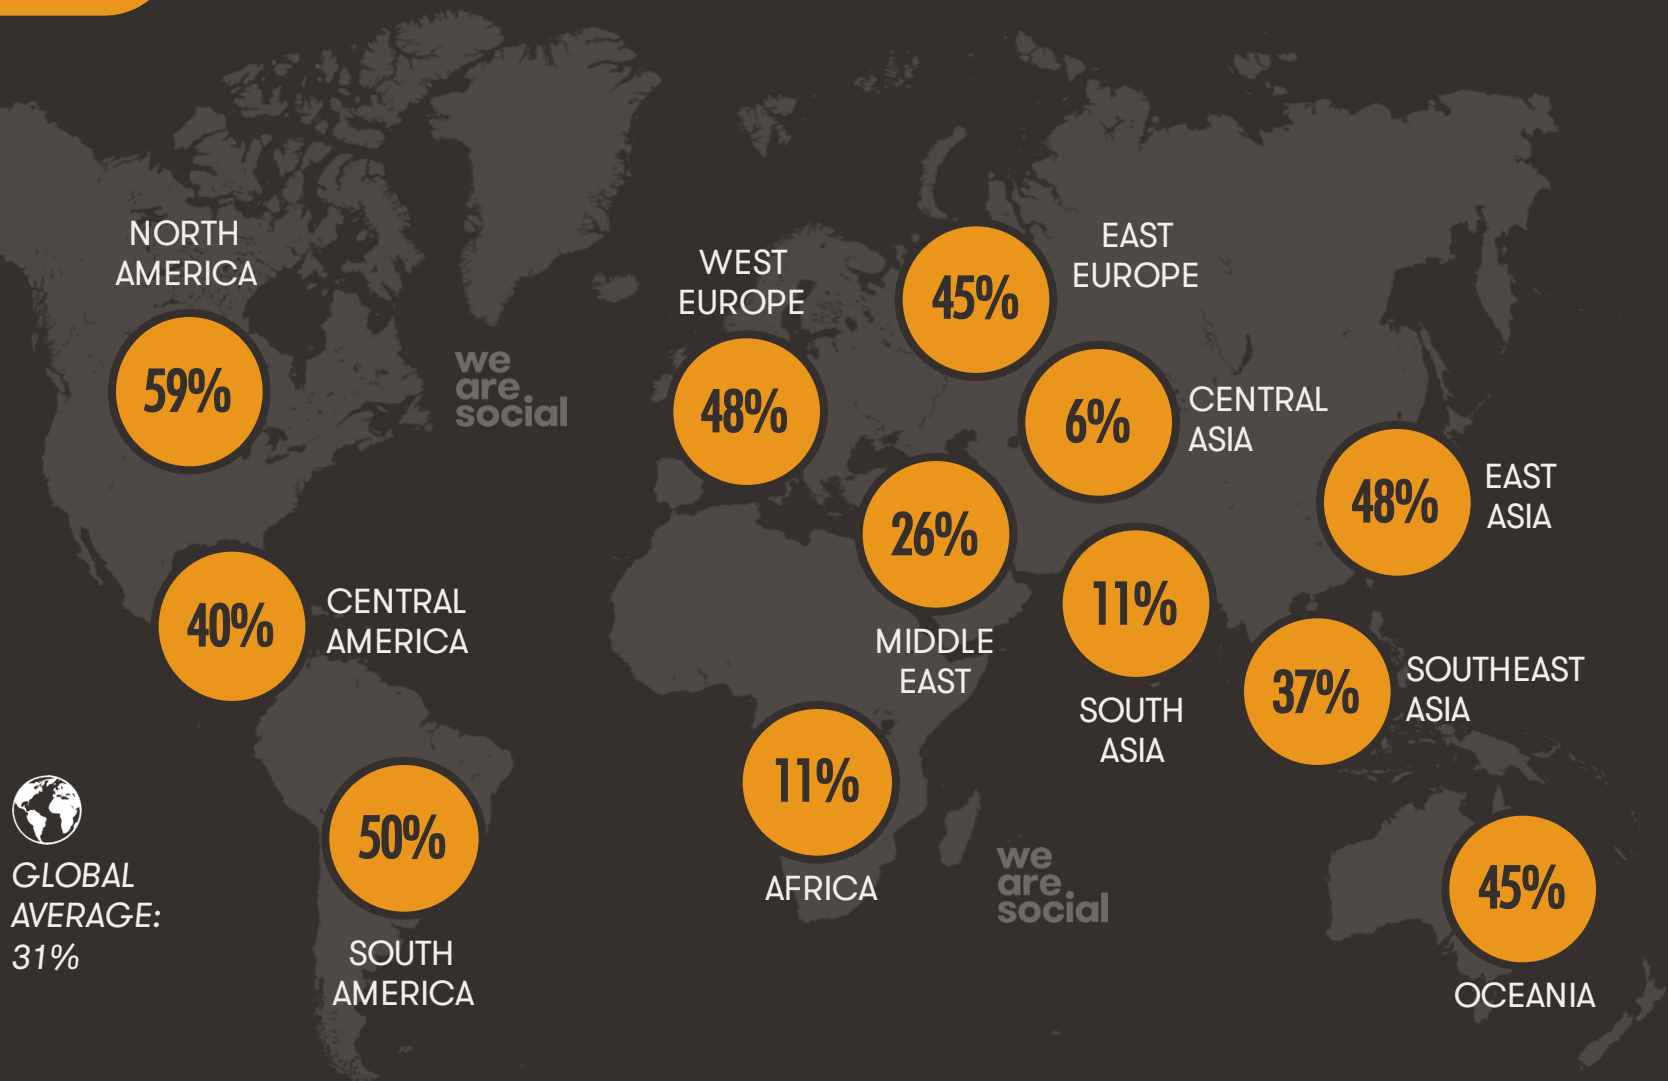 NORTH
AMERICA
59%
WEST
EUROPE
48%
45%
EAST
EUROPE
we
are
social
6%
CENTRAL
ASIA
48%
EAST
ASIA
26%
MIDDLE
EAST
11%
SOUTH
ASIA
40%
CENTRAL
AMERICA
37%
SOUTHEAST
ASIA
11%
AFRICA
50%
SOUTH
AMERICA
we
are
social
45%
OCEANIA
GLOBAL
AVERAGE:
31%